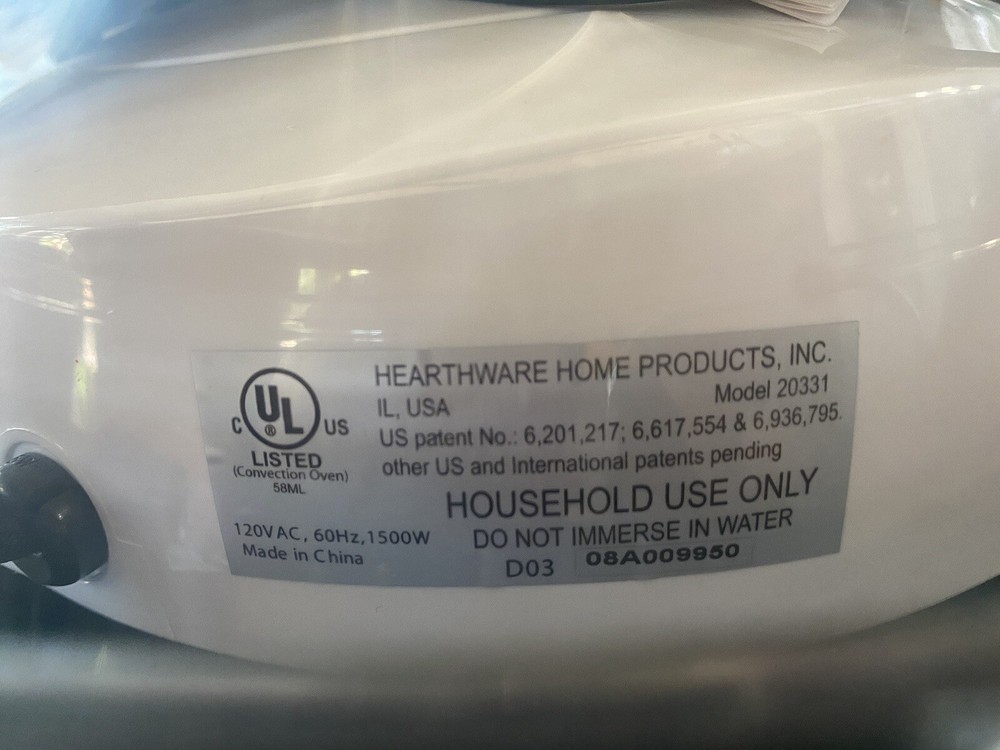 C UL ® US
LISTED
(Convection Oven)
58ML
120VAC, 60Hz,1500W
Made in China
HEARTHWARE HOME PRODUCTS, INC.
IL, USA Model 20331
US patent No.: 6,201,217; 6,617,554 & 6,936,795.
other US and International patents pending
HOUSEHOLD USE ONLY
DO NOT IMMERSE IN WATER
D03 08A009950